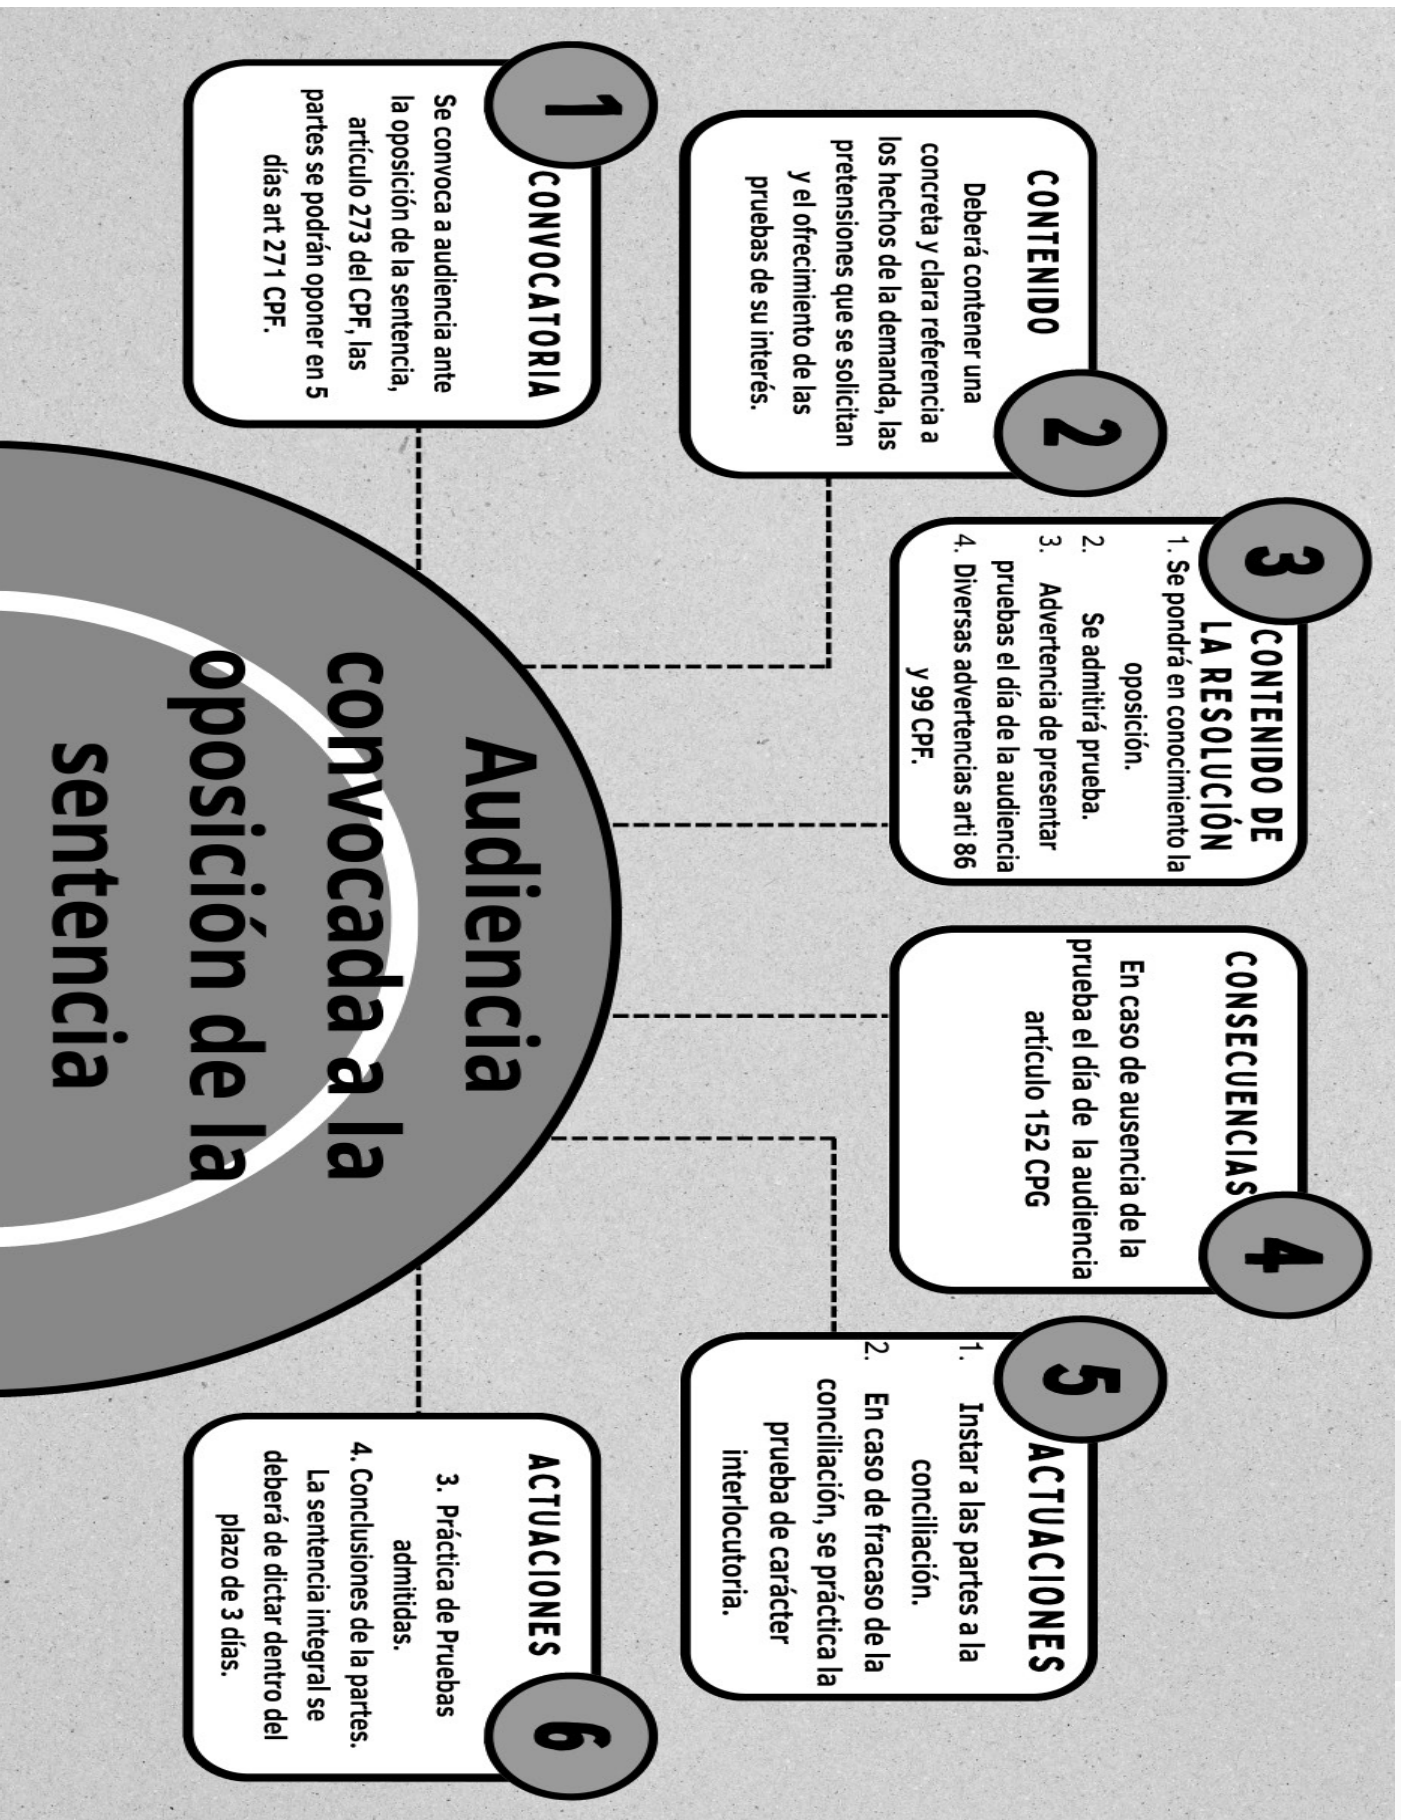 1
CONVOCATORIA
Se convoca a audiencia ante
la oposición de la sentencia,
artículo 273 del CPF, las
partes se podrán oponer en 5
días art 271 CPF.
CONTENIDO
2
Deberá contener una
concreta y clara referencia a
los hechos de la demanda, las
pretensiones que se solicitan
y el ofrecimiento de las
pruebas de su interés.
3
CONTENIDO DE
LA RESOLUCIÓN
1. Se pondrá en conocimiento la
oposición.
2. Se admitirá prueba.
3. Advertencia de presentar
pruebas el día de la audiencia
4. Diversas advertencias arti 86
y 99 CPF.
CONSECUENCIAS
4
En caso de ausencia de la
prueba el día de la audiencia
artículo 152 CPG
5
ACTUACIONES
1. Instar a las partes a la
conciliación.
2. En caso de fracaso de la
conciliación, se práctica la
prueba de carácter
interlocutoria.
ACTUACIONES
6
3. Práctica de Pruebas
admitidas.
4. Conclusiones de la partes.
La sentencia integral se
deberá de dictar dentro del
plazo de 3 días.
Audiencia
convocada a la
oposición de la
sentencia